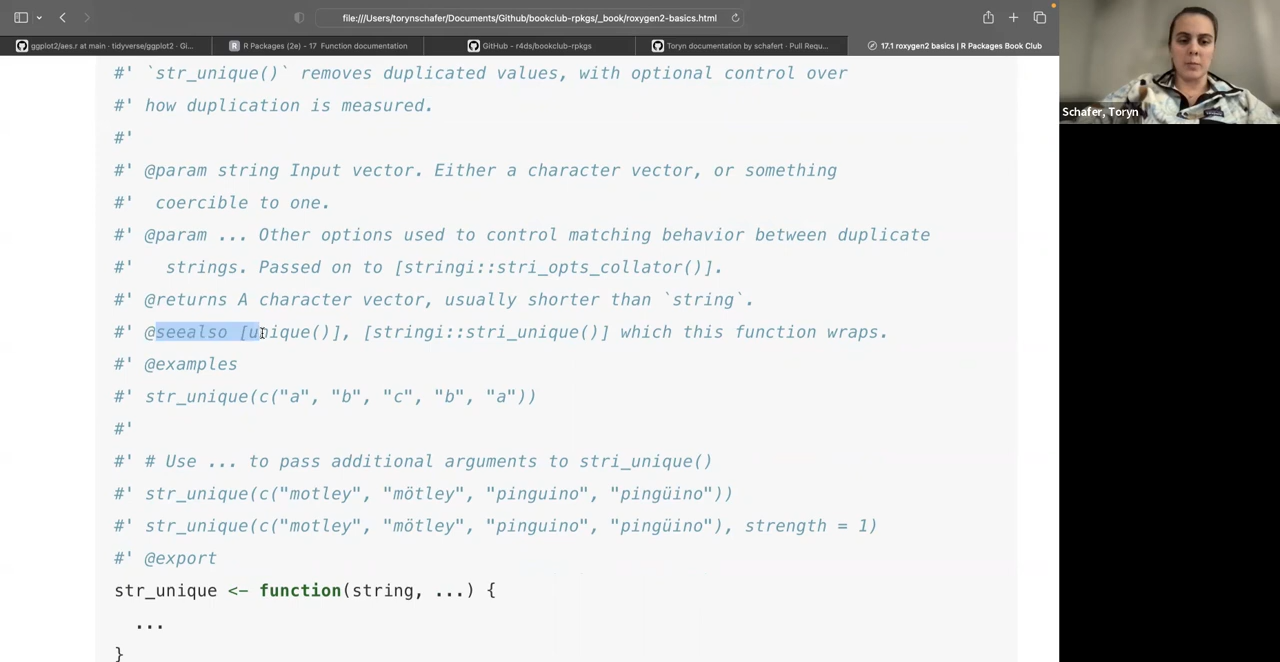 file:///Users/torynschafer/Documents/Github/bookclub-rpkgs/_book/roxygen2-basics.html
ggplot2/aes.r at main · tidyverse/ggplot2 · Gi...
R Packages (2e) - 17 Function documentation
GitHub - r4ds/bookclub-rpkgs
Toryn documentation by schafert · Pull Requ...
17.1 roxygen2 basics | R Packages Book Club
#' `str_unique()` removes duplicated values, with optional control over
#' how duplication is measured.
#'
#' @param string Input vector. Either a character vector, or something
#'  coercible to one.
#' @param ... Other options used to control matching behavior between duplicate
#'   strings. Passed on to [stringi::stri_opts_collator()].
#' @returns A character vector, usually shorter than `string`.
#' @seealso [unique()], [stringi::stri_unique()] which this function wraps.
#' @examples
#' str_unique(c("a", "b", "c", "b", "a"))
#'
#' # Use ... to pass additional arguments to stri_unique()
#' str_unique(c("motley", "mötley", "pinguino", "pingüino"))
#' str_unique(c("motley", "mötley", "pinguino", "pingüino"), strength = 1)
#' @export
str_unique <- function(string, ...) {
  ...
}
Schafer, Toryn